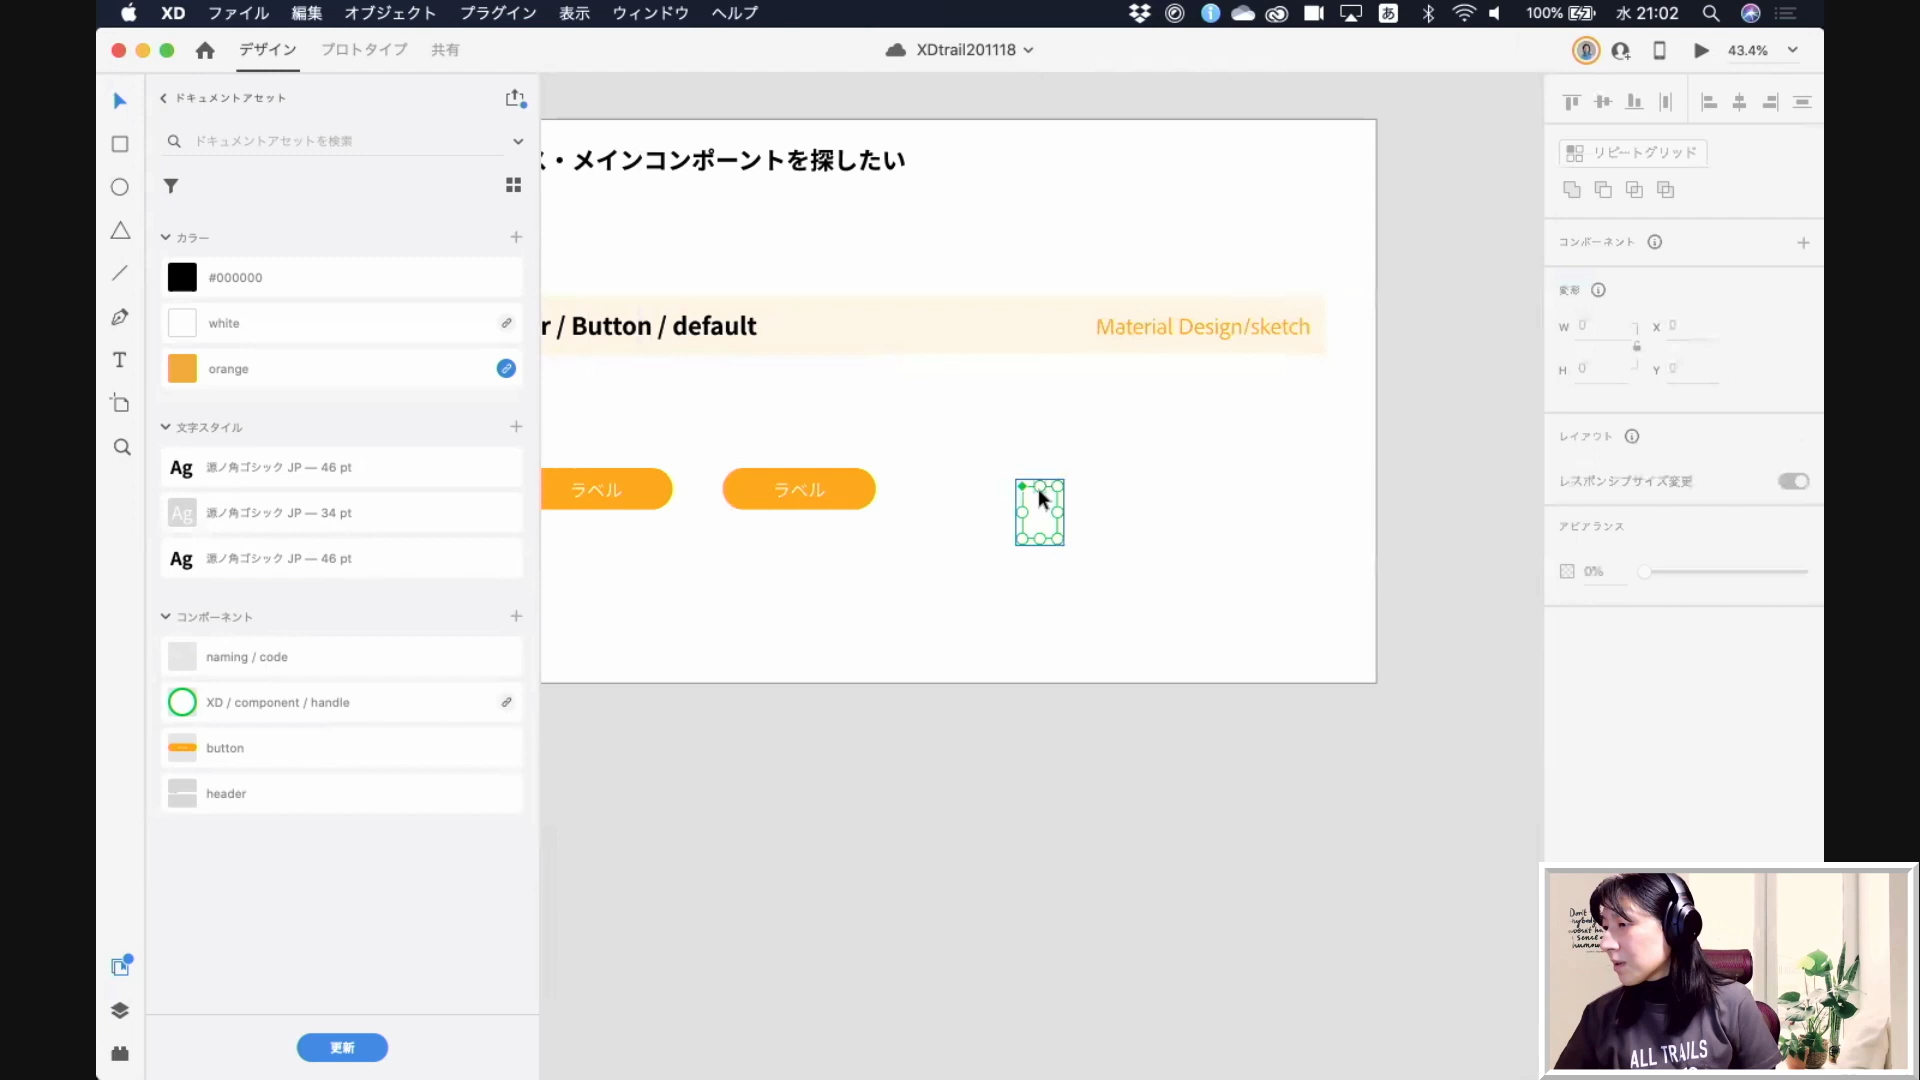 XD ファイル 編集 オブジェクト プラグイン 表示 ウィンドウ ヘルプ あ 100% 水 21:02
デザイン プロトタイプ 共有 XDtrail201118 43.4%
ドキュメントアセット
ドキュメントアセットを検索
カラー
#000000
white
orange
文字スタイル
Ag 源ノ角ゴシック JP — 46 pt
Ag 源ノ角ゴシック JP — 34 pt
Ag 源ノ角ゴシック JP — 46 pt
コンポーネント
naming / code
XD / component / handle
button
header
更新
・メインコンポーントを探したい
r / Button / default
Material Design/sketch
ラベル
ラベル
リピートグリッド
コンポーネント
変形
W 0 X 0
H 0 Y 0
レイアウト
レスポンシブサイズ変更
アピアランス
0%
Don't
sense
ALL TRAILS